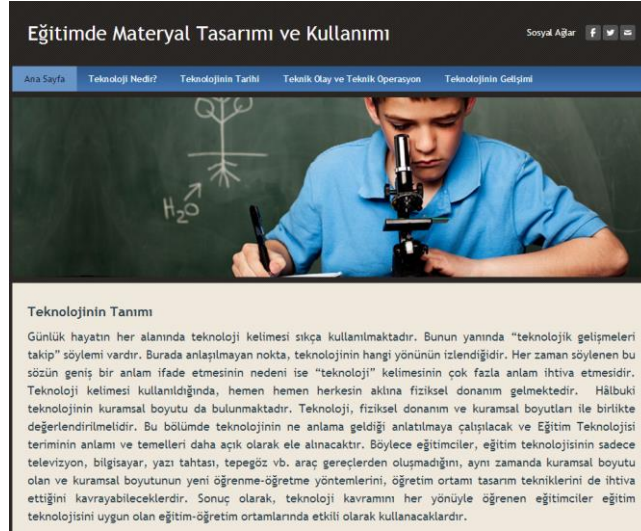 Eğitimde Materyal Tasarımı ve Kullanımı
Sosyal Ağlar
Ana Sayfa Teknoloji Nedir? Teknolojinin Tarihi Teknik Olay ve Teknik Operasyon Teknolojinin Gelişimi
H₂O
Teknolojinin Tanımı
Günlük hayatın her alanında teknoloji kelimesi sıkça kullanılmaktadır. Bunun yanında “teknolojik gelişmeleri
takip” söylemi vardır. Burada anlaşılmayan nokta, teknolojinin hangi yönünün izlendiğidir. Her zaman söylenen bu
sözün geniş bir anlam ifade etmesinin nedeni ise “teknoloji” kelimesinin çok fazla anlam ihtiva etmesidir.
Teknoloji kelimesi kullanıldığında, hemen hemen herkesin aklına fiziksel donanım gelmektedir. Hâlbuki
teknolojinin kuramsal boyutu da bulunmaktadır. Teknoloji, fiziksel donanım ve kuramsal boyutları ile birlikte
değerlendirilmelidir. Bu bölümde teknolojinin ne anlama geldiği anlatılmaya çalışılacak ve Eğitim Teknolojisi
teriminin anlamı ve temelleri daha açık olarak ele alınacaktır. Böylece eğitimciler, eğitim teknolojisinin sadece
televizyon, bilgisayar, yazı tahtası, tepegöz vb. araç gereçlerden oluşmadığını, aynı zamanda kuramsal boyutu
olan ve kuramsal boyutunun yeni öğrenme-öğretme yöntemlerini, öğretim ortamı tasarım tekniklerini de ihtiva
ettiğini kavrayabileceklerdir. Sonuç olarak, teknoloji kavramını her yönüyle öğrenen eğitimciler eğitim
teknolojisini uygun olan eğitim-öğretim ortamlarında etkili olarak kullanacaklardır.